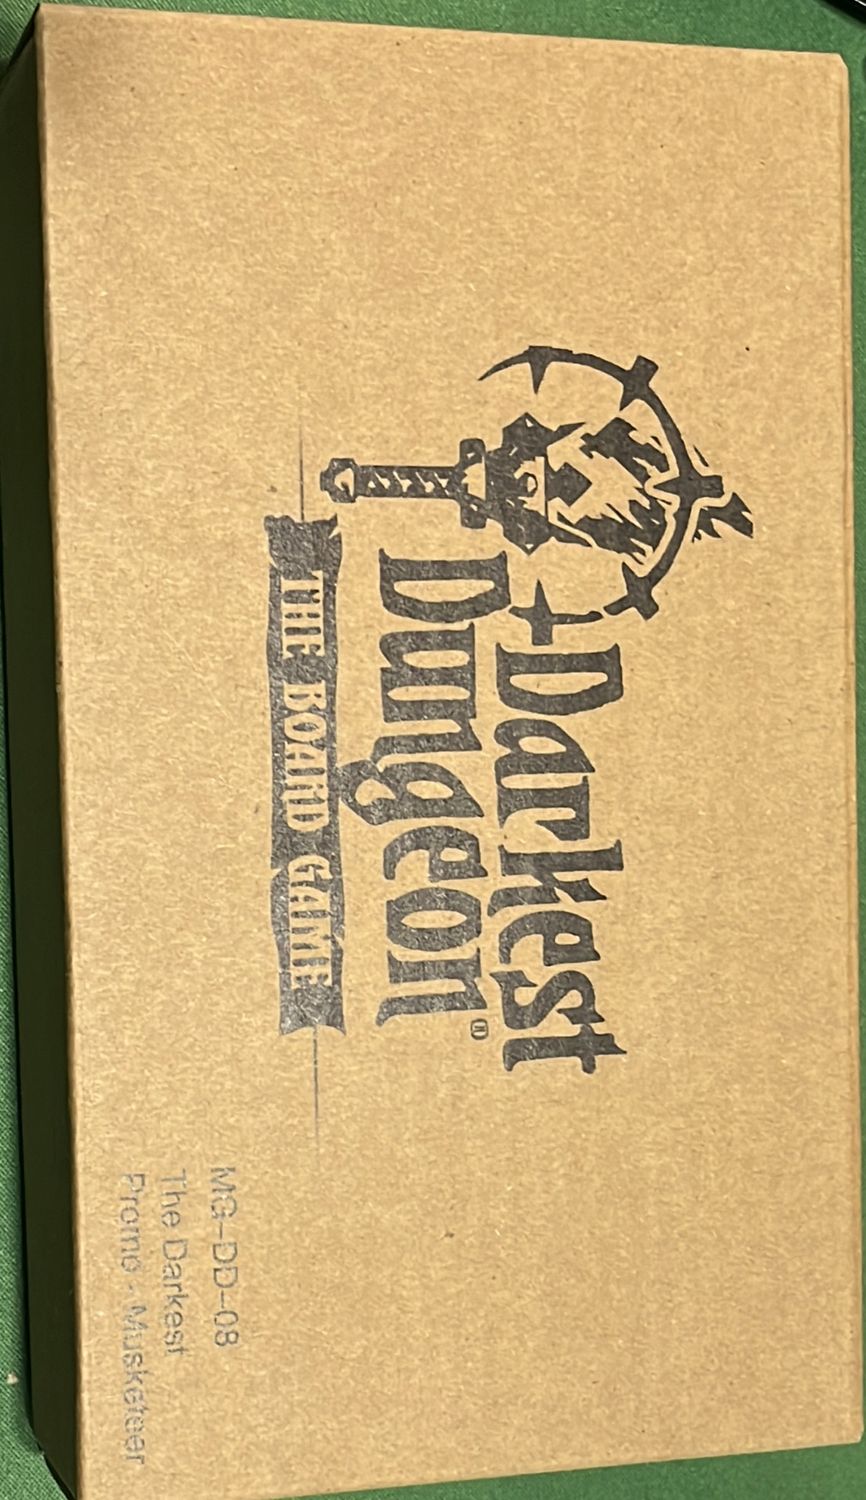 Darkest
Dungeon®
THE BOARD GAME
MG-DD-08
The Darkest
Promo - Musketeer